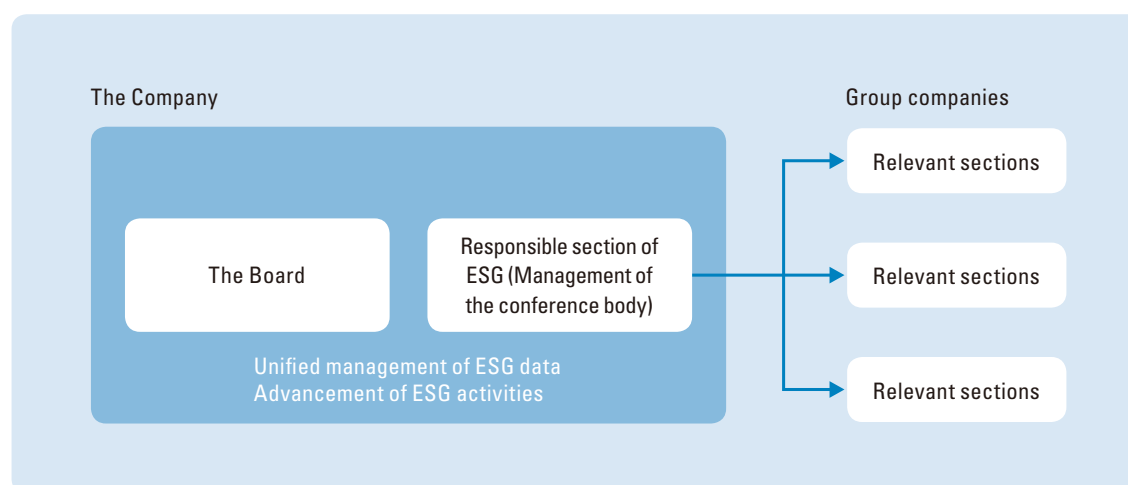 The Company
Group companies
Relevant sections
The Board
Responsible section of
ESG (Management of
the conference body)
Relevant sections
Unified management of ESG data
Advancement of ESG activities
Relevant sections